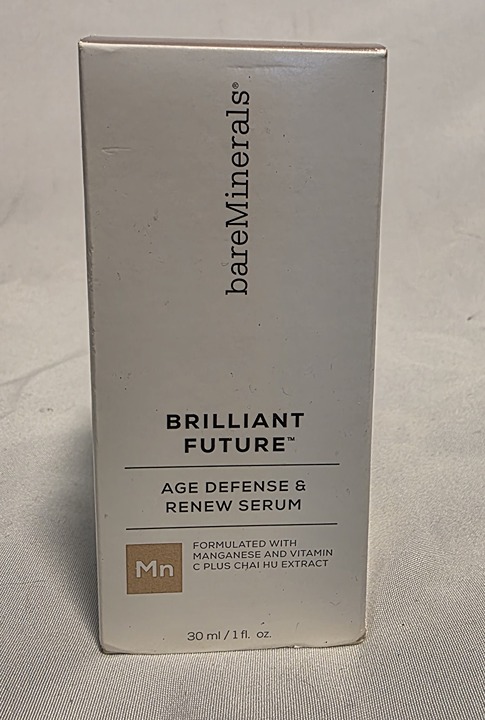 bareMinerals®
BRILLIANT
FUTURE™
AGE DEFENSE &
RENEW SERUM
Mn
FORMULATED WITH
MANGANESE AND VITAMIN
C PLUS CHAI HU EXTRACT
30 ml / 1 fl. oz.